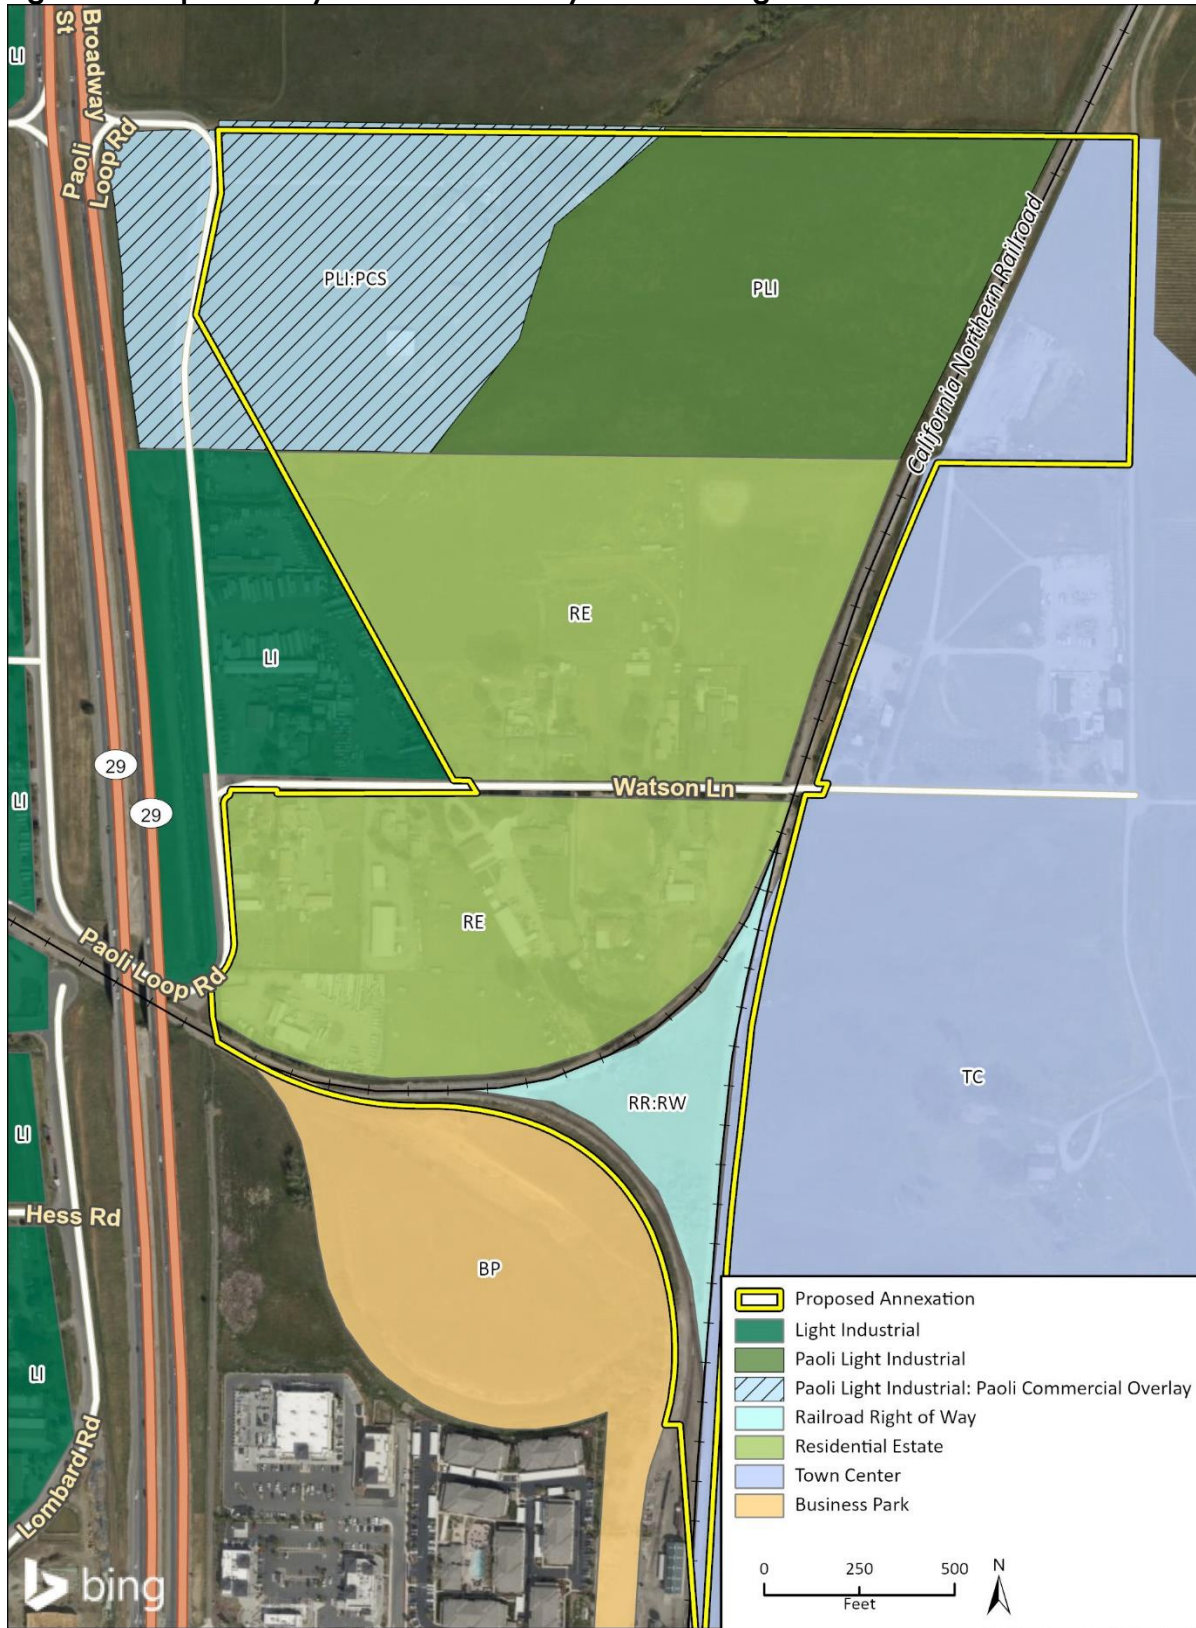 LI
St
Broadway
Paoli
Loop Rd
PLI:PCS
PLI
California Northern Railroad
RE
LI
29
29
LI
Watson Ln
RE
Paoli Loop Rd
TC
RR:RW
LI
Hess Rd
BP
LI
Lombard Rd
Proposed Annexation
Light Industrial
Paoli Light Industrial
Paoli Light Industrial: Paoli Commercial Overlay
Railroad Right of Way
Residential Estate
Town Center
Business Park
0 250 500
Feet
N
bing